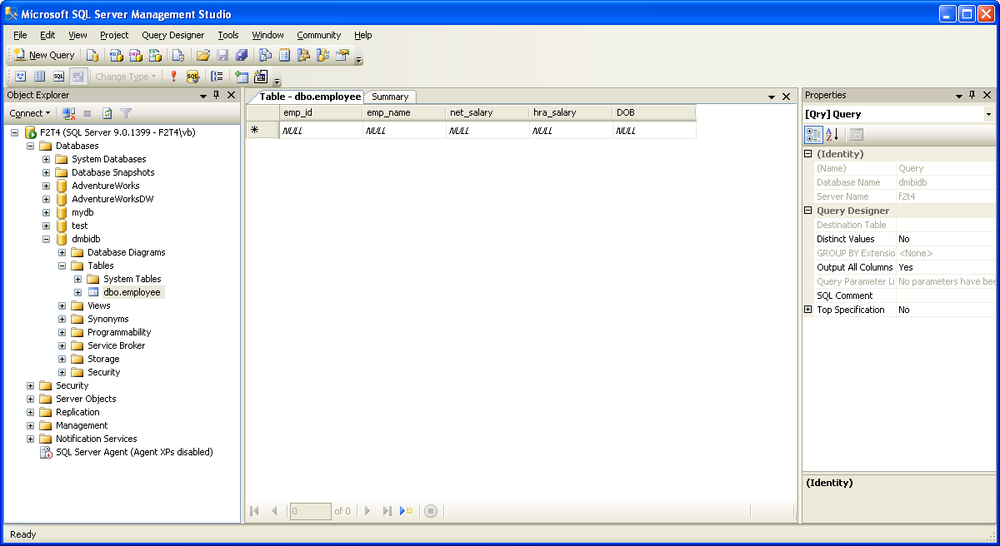 Microsoft SQL Server Management Studio
File Edit View Project Query Designer Tools Window Community Help
New Query
Change Type
Object Explorer
Connect
F2T4 (SQL Server 9.0.1399 - F2T4\vb)
Databases
System Databases
Database Snapshots
AdventureWorks
AdventureWorksDW
mydb
test
dmbidb
Database Diagrams
Tables
System Tables
dbo.employee
Views
Synonyms
Programmability
Service Broker
Storage
Security
Security
Server Objects
Replication
Management
Notification Services
SQL Server Agent (Agent XPs disabled)
Table - dbo.employee Summary
emp_id emp_name net_salary hra_salary DOB
NULL NULL NULL NULL NULL
0 of 0
Properties
[Qry] Query
(Identity)
(Name) Query
Database Name dmbidb
Server Name f2t4
Query Designer
Destination Table
Distinct Values No
GROUP BY Extensio <None>
Output All Columns Yes
Query Parameter Li No parameters have bee
SQL Comment
Top Specification No
(Identity)
Ready